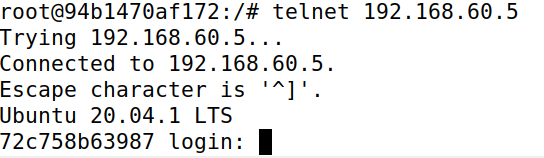 root@94b1470af172:/# telnet 192.168.60.5
Trying 192.168.60.5...
Connected to 192.168.60.5.
Escape character is '^]'.
Ubuntu 20.04.1 LTS
72c758b63987 login: